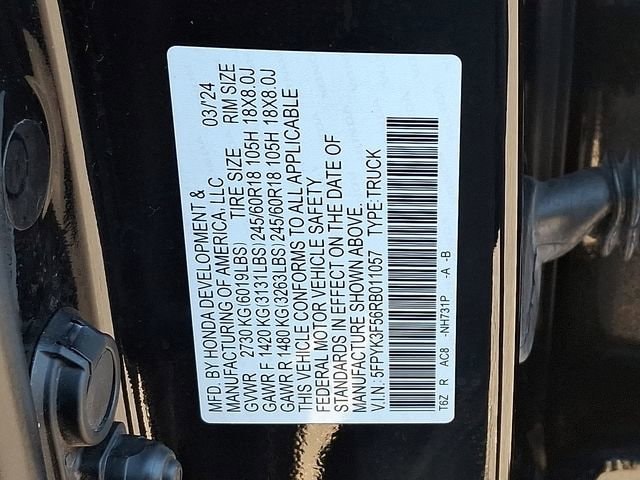 MFD. BY HONDA DEVELOPMENT & 03/'24
MANUFACTURING OF AMERICA, LLC
TIRE SIZE RIM SIZE
GVWR 2730 KG(6019LBS)
GAWR F 1420 KG(3131LBS) 245/60R18 105H 18X8.0J
GAWR R 1480 KG(3263LBS) 245/60R18 105H 18X8.0J
THIS VEHICLE CONFORMS TO ALL APPLICABLE
FEDERAL MOTOR VEHICLE SAFETY
STANDARDS IN EFFECT ON THE DATE OF
MANUFACTURE SHOWN ABOVE.
V.I.N.: 5FPYK3F56RB011057 TYPE: TRUCK
T6Z R AC8 -NH731P -A -B